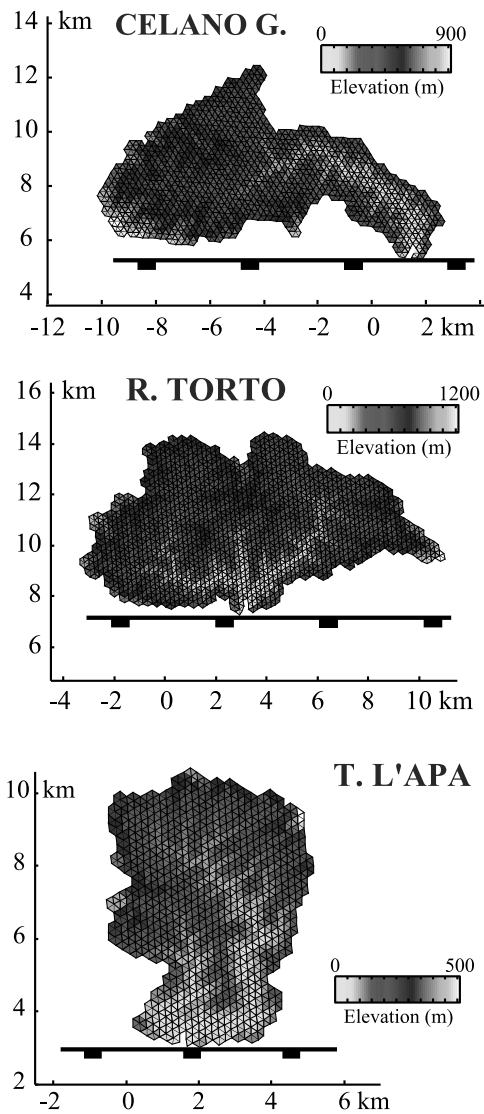 14 km CELANO G. 0 900
Elevation (m)
12
10
8
6
4
-12 -10 -8 -6 -4 -2 0 2 km
16 km R. TORTO 0 1200
Elevation (m)
14
12
10
8
6
-4 -2 0 2 4 6 8 10 km
T. L'APA
10 km
8
6
0 500
Elevation (m)
4
2
-2 0 2 4 6 km